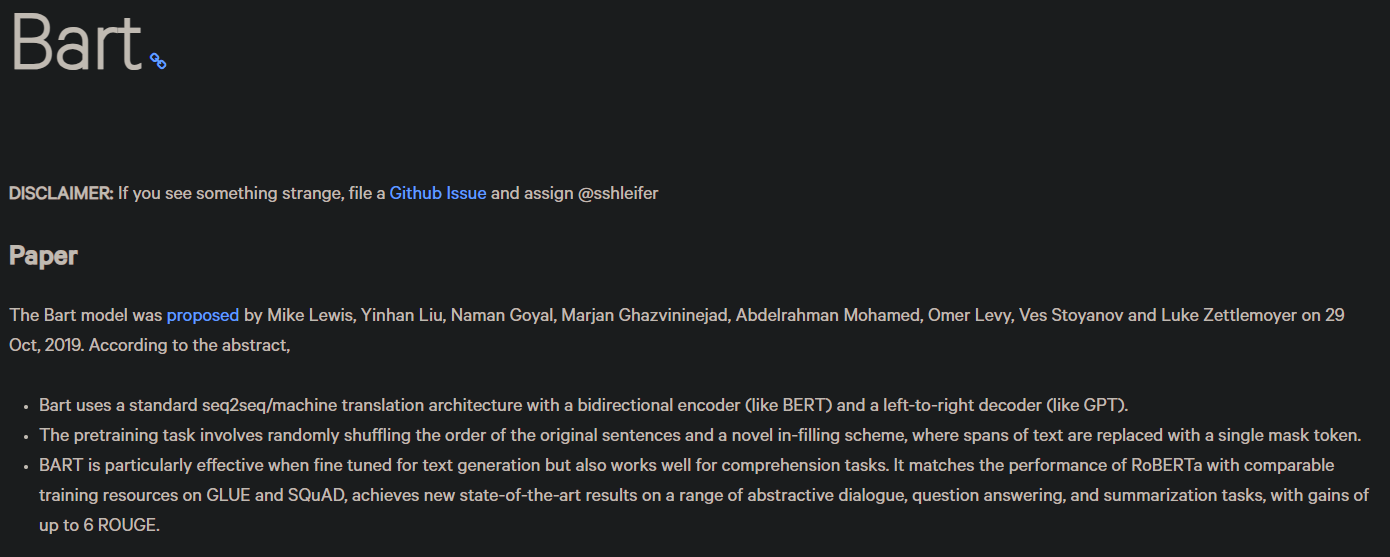 Bart
DISCLAIMER: If you see something strange, file a Github Issue and assign @sshleifer
Paper
The Bart model was proposed by Mike Lewis, Yinhan Liu, Naman Goyal, Marjan Ghazvininejad, Abdelrahman Mohamed, Omer Levy, Ves Stoyanov and Luke Zettlemoyer on 29
Oct, 2019. According to the abstract,
• Bart uses a standard seq2seq/machine translation architecture with a bidirectional encoder (like BERT) and a left-to-right decoder (like GPT).
• The pretraining task involves randomly shuffling the order of the original sentences and a novel in-filling scheme, where spans of text are replaced with a single mask token.
• BART is particularly effective when fine tuned for text generation but also works well for comprehension tasks. It matches the performance of RoBERTa with comparable
training resources on GLUE and SQuAD, achieves new state-of-the-art results on a range of abstractive dialogue, question answering, and summarization tasks, with gains of
up to 6 ROUGE.